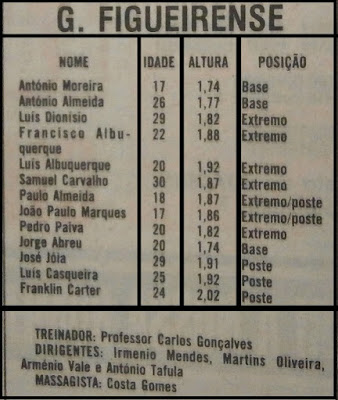 G. FIGUEIRENSE
NOME IDADE ALTURA POSIÇÃO
António Moreira 17 1,74 Base
António Almeida 26 1,77 Base
Luís Dionísio 29 1,82 Extremo
Francisco Albu- 22 1,88 Extremo
querque
Luís Albuquerque 20 1,92 Extremo
Samuel Carvalho 30 1,87 Extremo
Paulo Almeida 18 1,87 Extremo/poste
João Paulo Marques 17 1,86 Extremo/poste
Pedro Paiva 20 1,82 Extremo
Jorge Abreu 20 1,74 Base
José Jóia 29 1,91 Poste
Luís Casqueira 25 1,92 Poste
Franklin Carter 24 2,02 Poste
TREINADOR: Professor Carlos Gonçalves
DIRIGENTES: Irmenio Mendes, Martins Oliveira,
Arménio Vale e António Tafula
MASSAGISTA: Costa Gomes